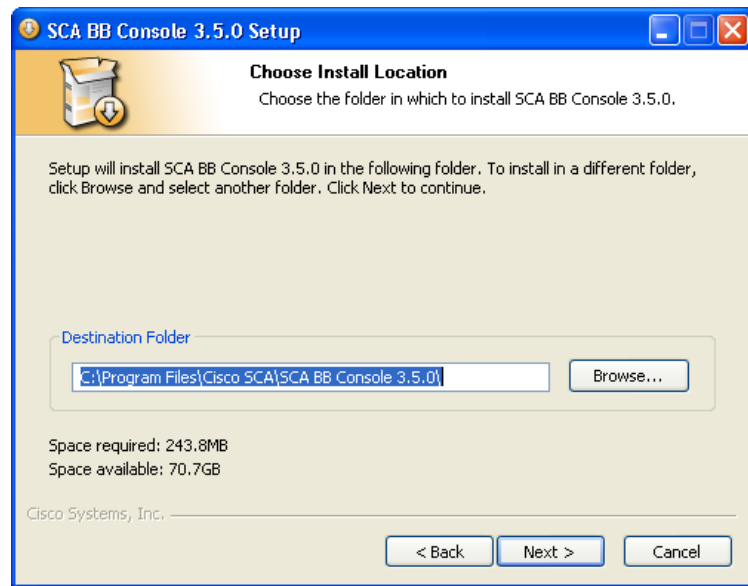 SCA BB Console 3.5.0 Setup
Choose Install Location
Choose the folder in which to install SCA BB Console 3.5.0.
Setup will install SCA BB Console 3.5.0 in the following folder. To install in a different folder,
click Browse and select another folder. Click Next to continue.
Destination Folder
C:\Program Files\Cisco SCA\SCA BB Console 3.5.0\
Browse...
Space required: 243.8MB
Space available: 70.7GB
Cisco Systems, Inc.
< Back
Next >
Cancel